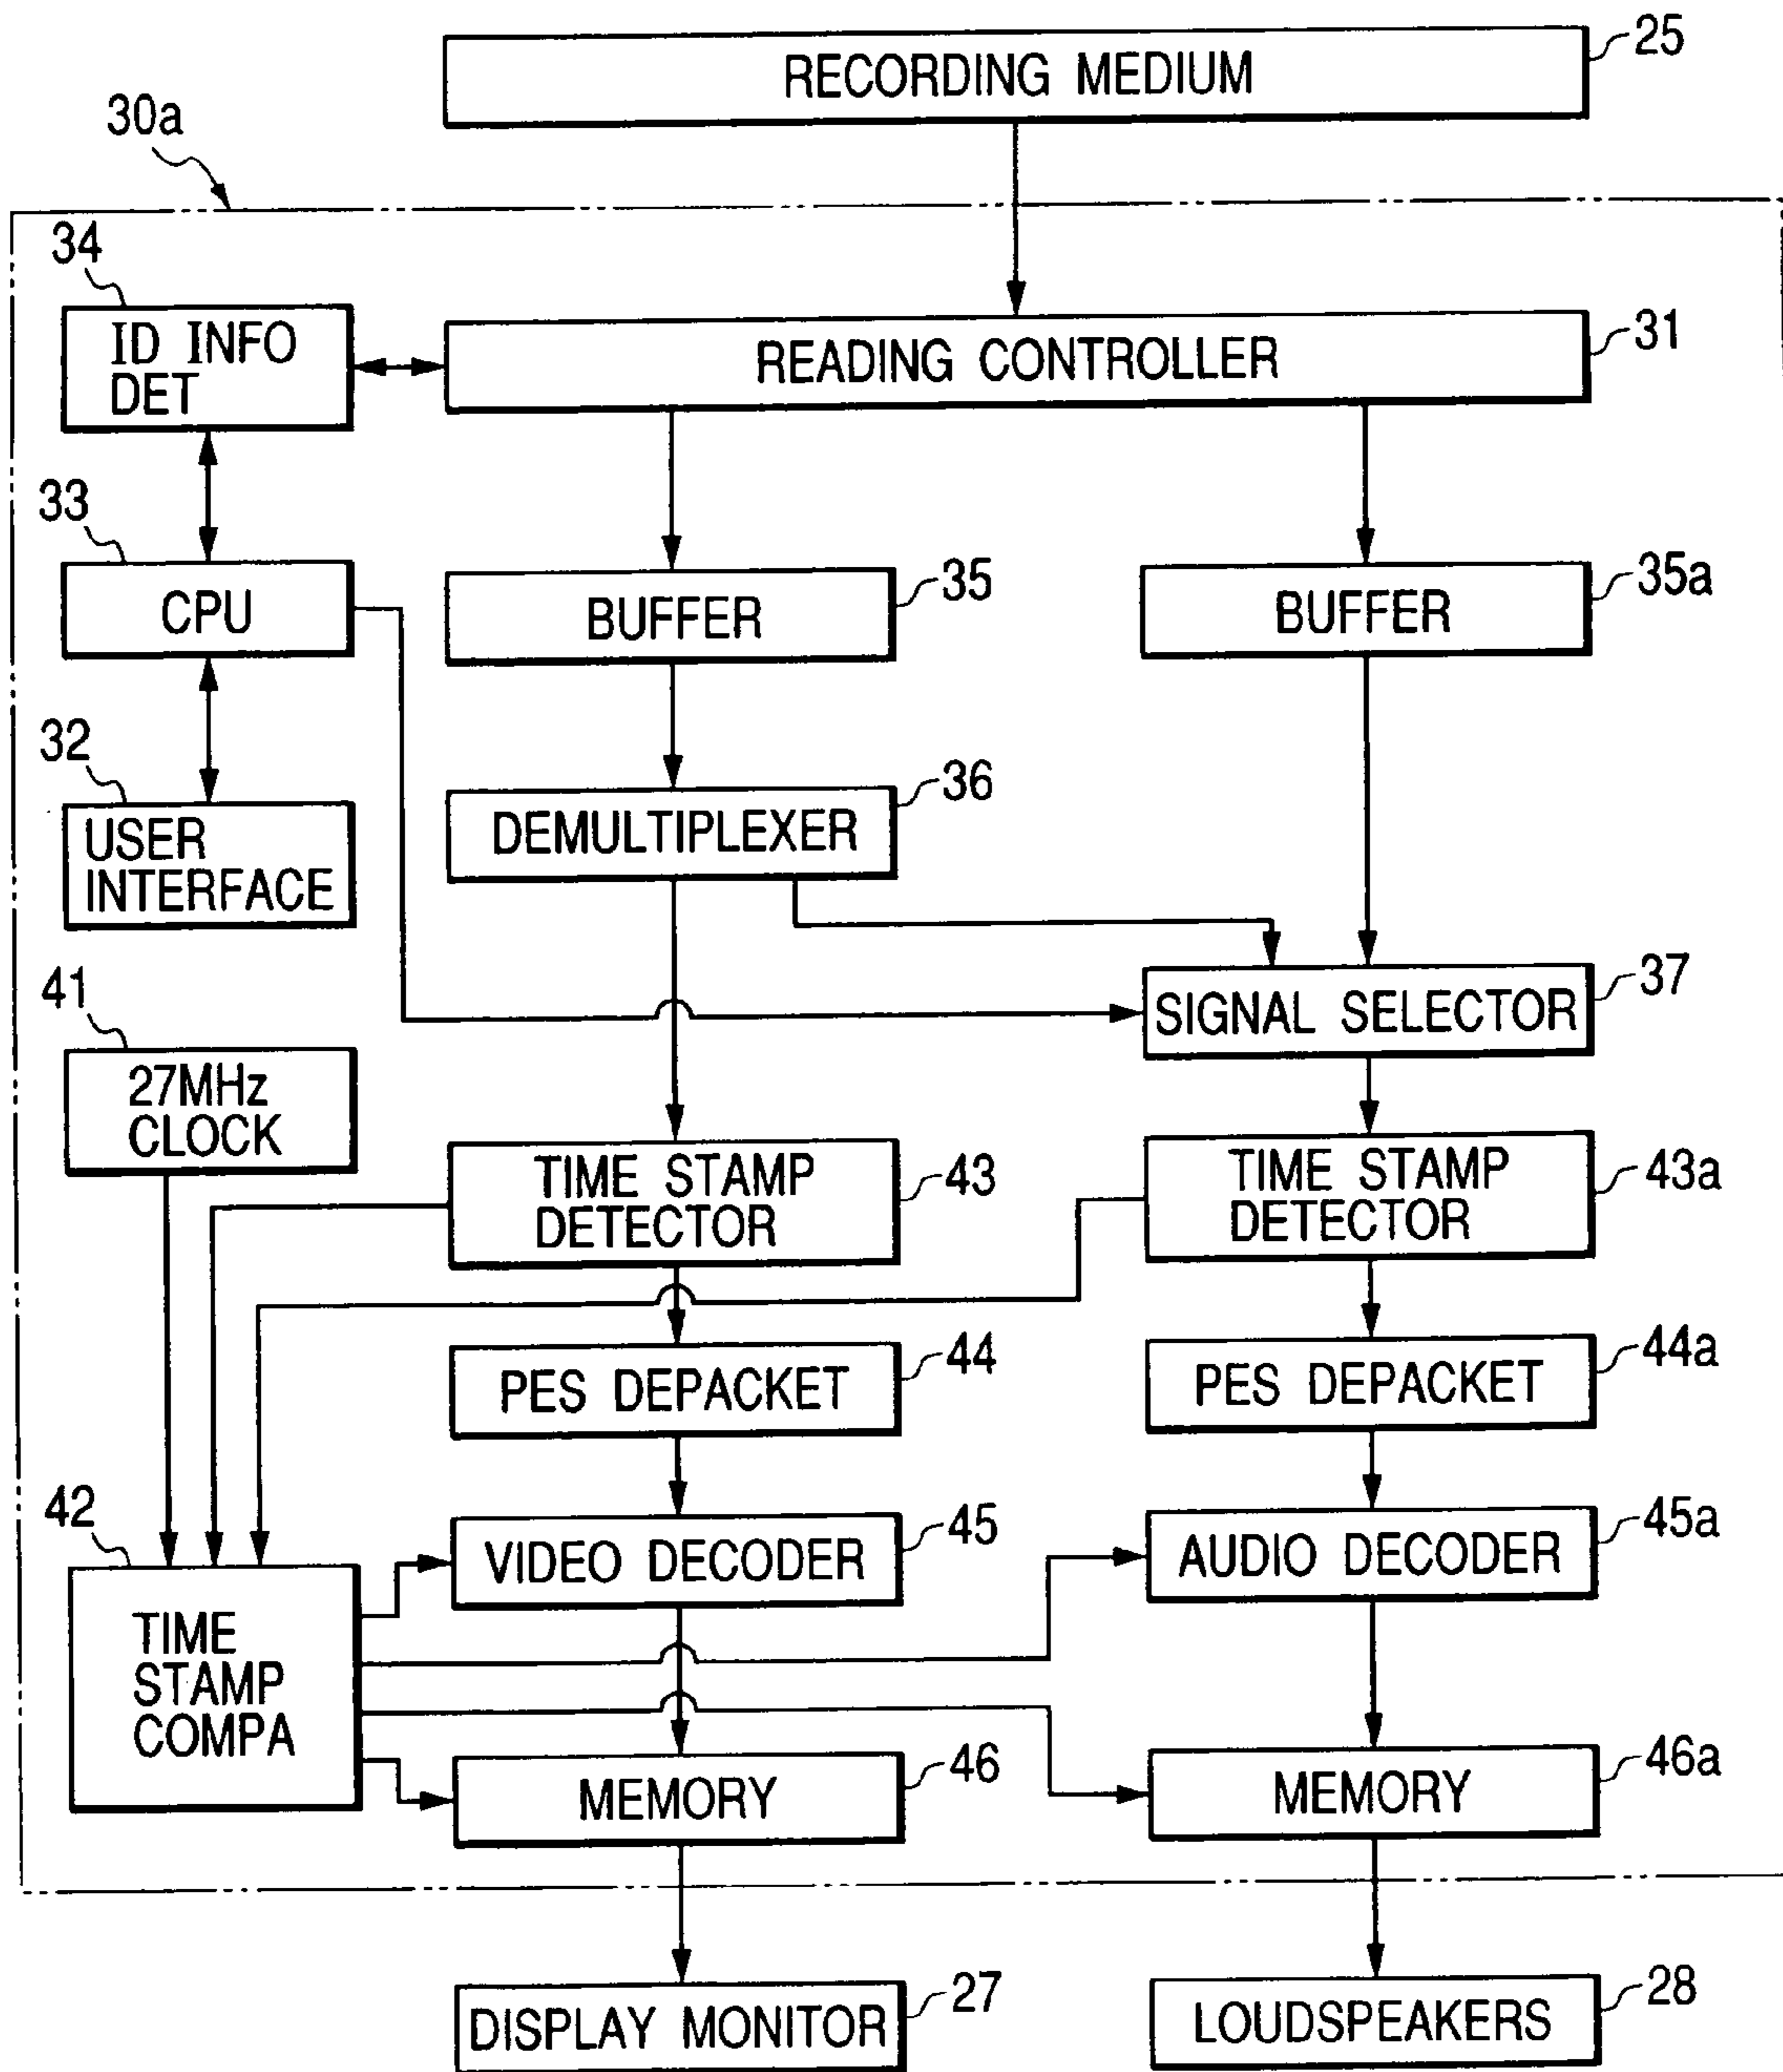 RECORDING MEDIUM
25
30a
34
ID INFO
DET
READING CONTROLLER
31
33
CPU
BUFFER
35
BUFFER
35a
32
USER
INTERFACE
DEMULTIPLEXER
36
SIGNAL SELECTOR
37
41
27MHz
CLOCK
TIME STAMP
DETECTOR
43
TIME STAMP
DETECTOR
43a
PES DEPACKET
44
PES DEPACKET
44a
42
TIME
STAMP
COMPA
VIDEO DECODER
45
AUDIO DECODER
45a
MEMORY
46
MEMORY
46a
DISPLAY MONITOR
27
LOUDSPEAKERS
28